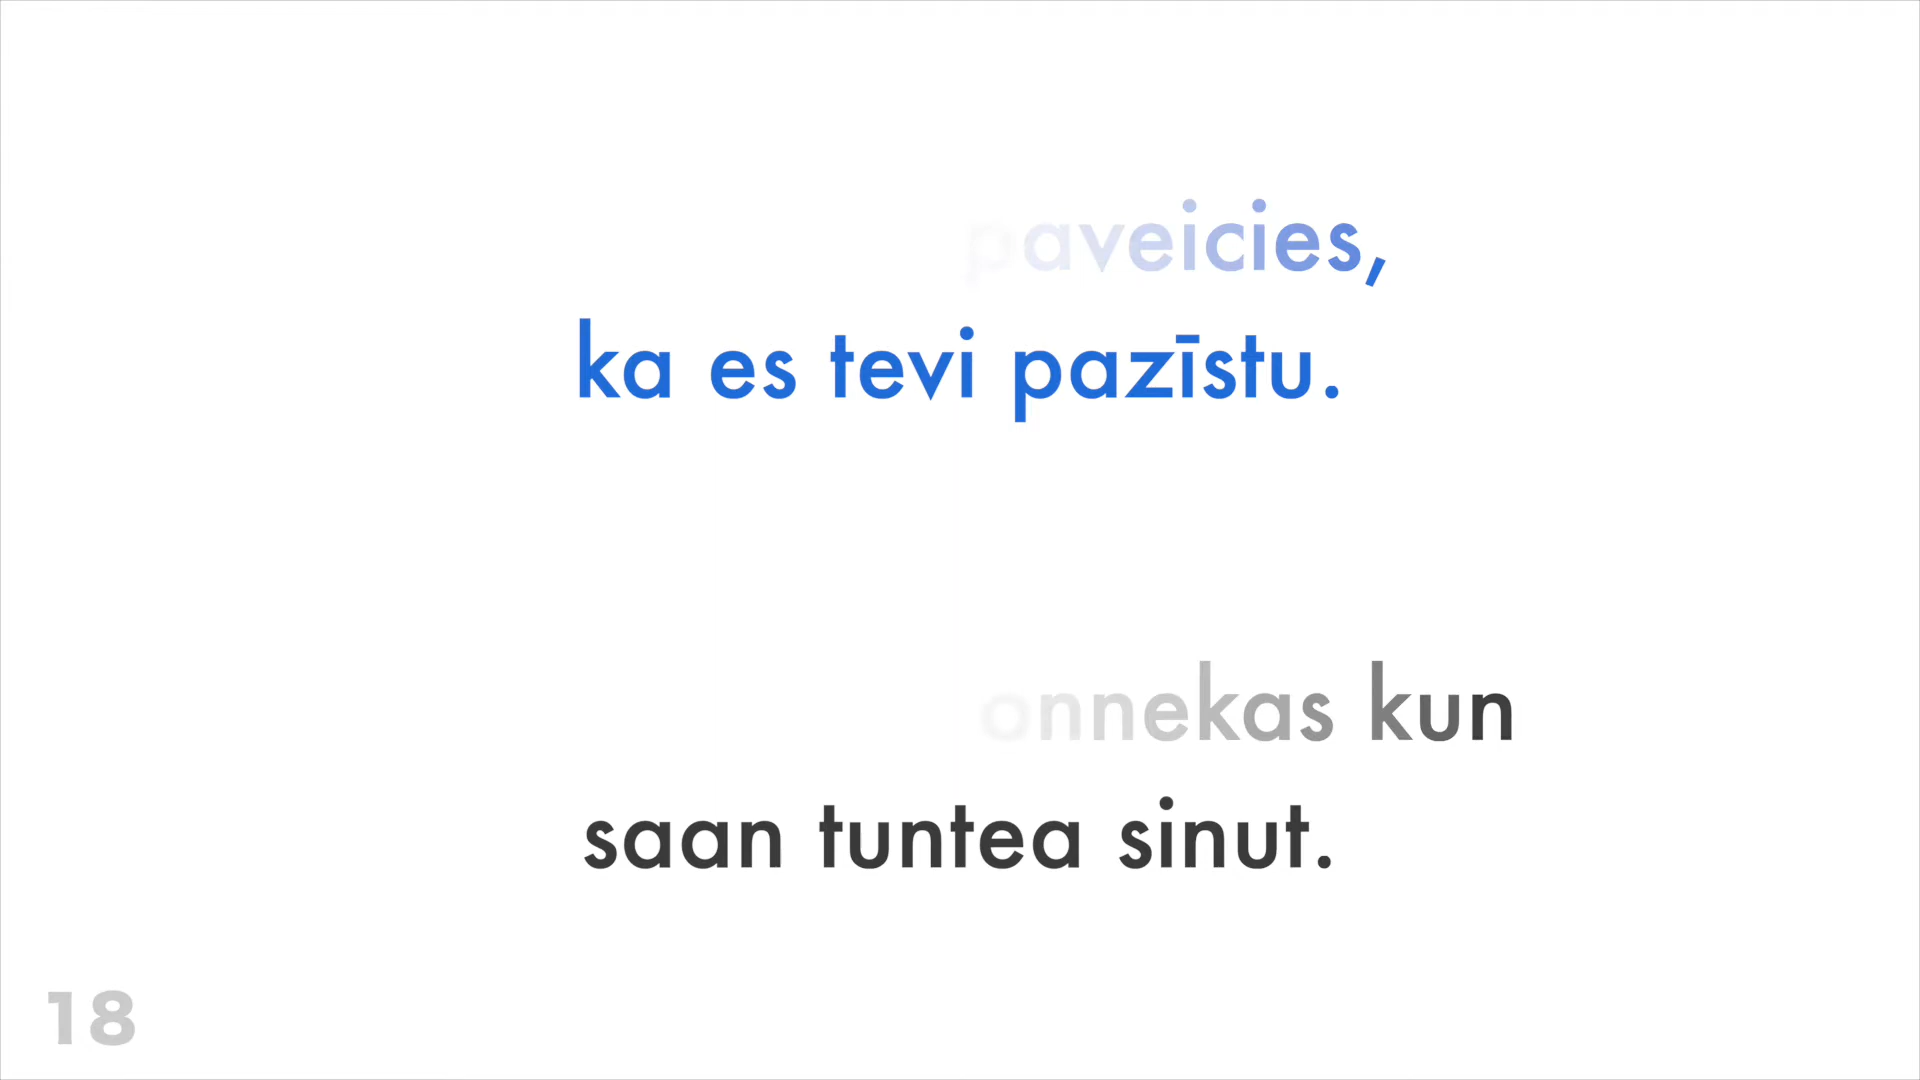 paveicies,
ka es tevi pazīstu.
onnekas kun
saan tuntea sinut.
18